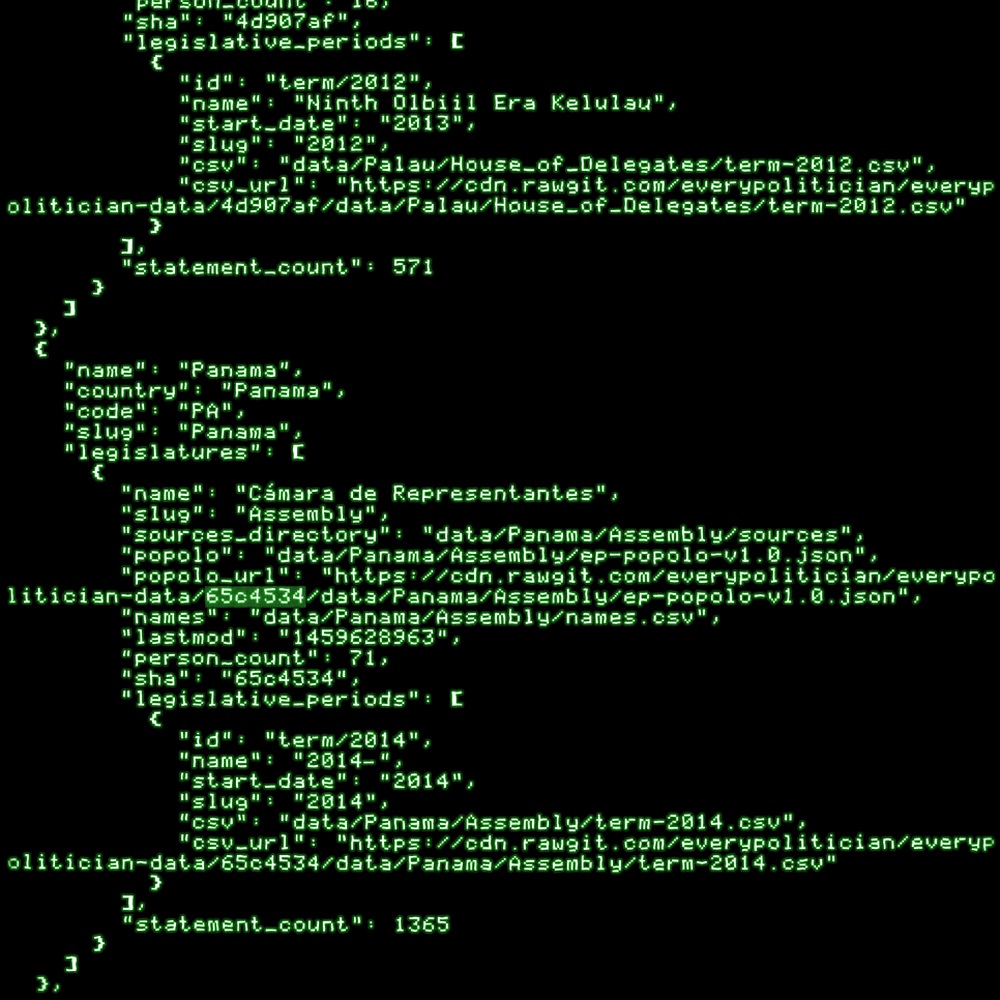 "person_count": 16,
"sha": "4d907af",
"legislative_periods": [
{
"id": "term/2012",
"name": "Ninth Olbiil Era Kelulau",
"start_date": "2013",
"slug": "2012",
"csv": "data/Palau/House_of_Delegates/term-2012.csv",
"csv_url": "https://cdn.rawgit.com/everypolitician/everyp
olitician-data/4d907af/data/Palau/House_of_Delegates/term-2012.csv"
}
],
"statement_count": 571
}
]
},
{
"name": "Panama",
"country": "Panama",
"code": "PA",
"slug": "Panama",
"legislatures": [
{
"name": "Cámara de Representantes",
"slug": "Assembly",
"sources_directory": "data/Panama/Assembly/sources",
"popolo": "data/Panama/Assembly/ep-popolo-v1.0.json",
"popolo_url": "https://cdn.rawgit.com/everypolitician/everypo
litician-data/65c4534/data/Panama/Assembly/ep-popolo-v1.0.json",
"names": "data/Panama/Assembly/names.csv",
"lastmod": "1459628963",
"person_count": 71,
"sha": "65c4534",
"legislative_periods": [
{
"id": "term/2014",
"name": "2014-",
"start_date": "2014",
"slug": "2014",
"csv": "data/Panama/Assembly/term-2014.csv",
"csv_url": "https://cdn.rawgit.com/everypolitician/everyp
olitician-data/65c4534/data/Panama/Assembly/term-2014.csv"
}
],
"statement_count": 1365
}
]
},